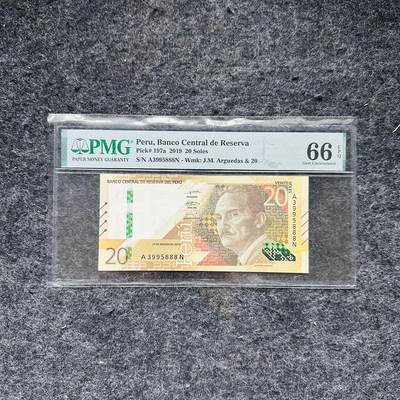 PMG
PAPER MONEY GUARANTY
Peru, Banco Central de Reserva
Pick# 197a 2019 20 Soles
S/N A3995888N - Wmk: J.M. Arguedas & 20
66 EPQ
Gem Uncirculated
BANCO CENTRAL DE RESERVA DEL PERÚ
20
A3995888N
20
A3995888N